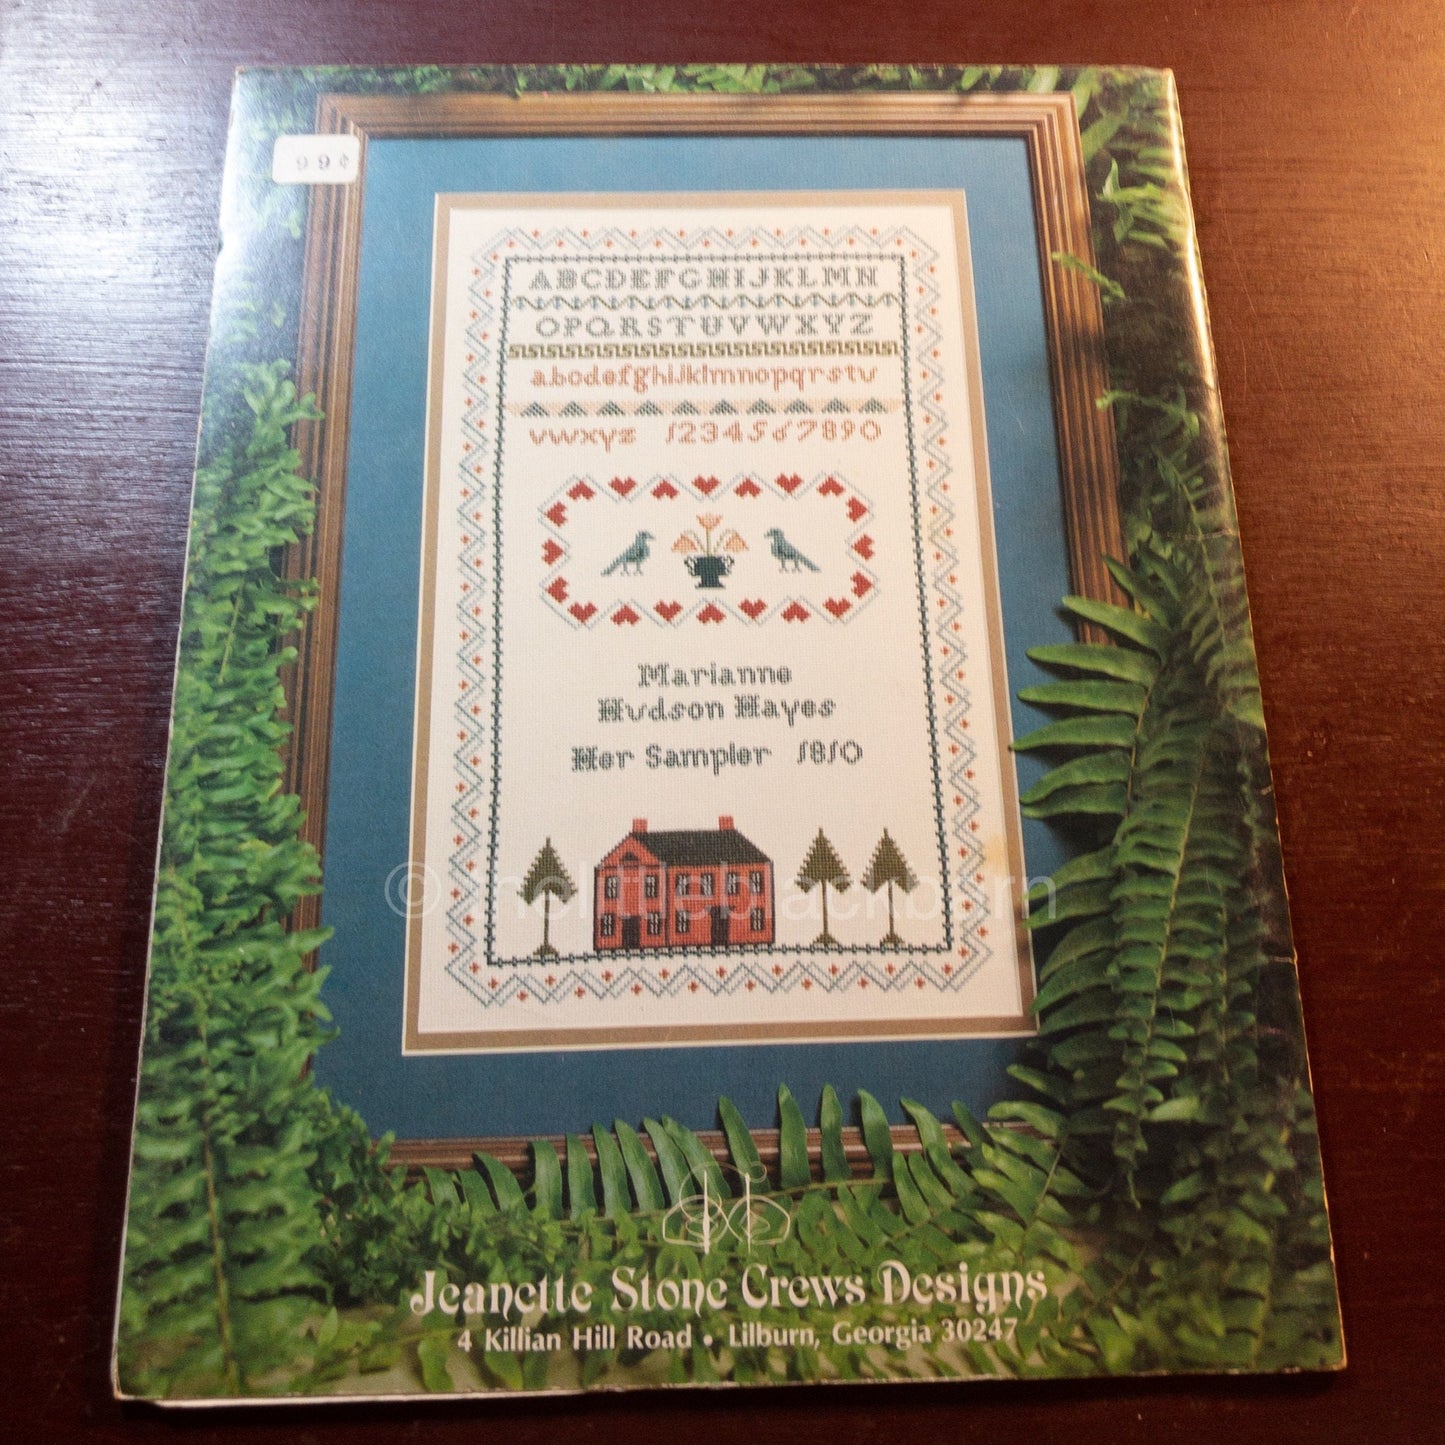 99¢
ABCDEFGHIJKLMN
OPQRSTUVWXYZ
abcdefghijklmnopqrstu
vwxyz 1234567890
Marianne
Hudson Hayes
Her Sampler 1810
Jeanette Stone Crews Designs
4 Killian Hill Road • Lilburn, Georgia 30247